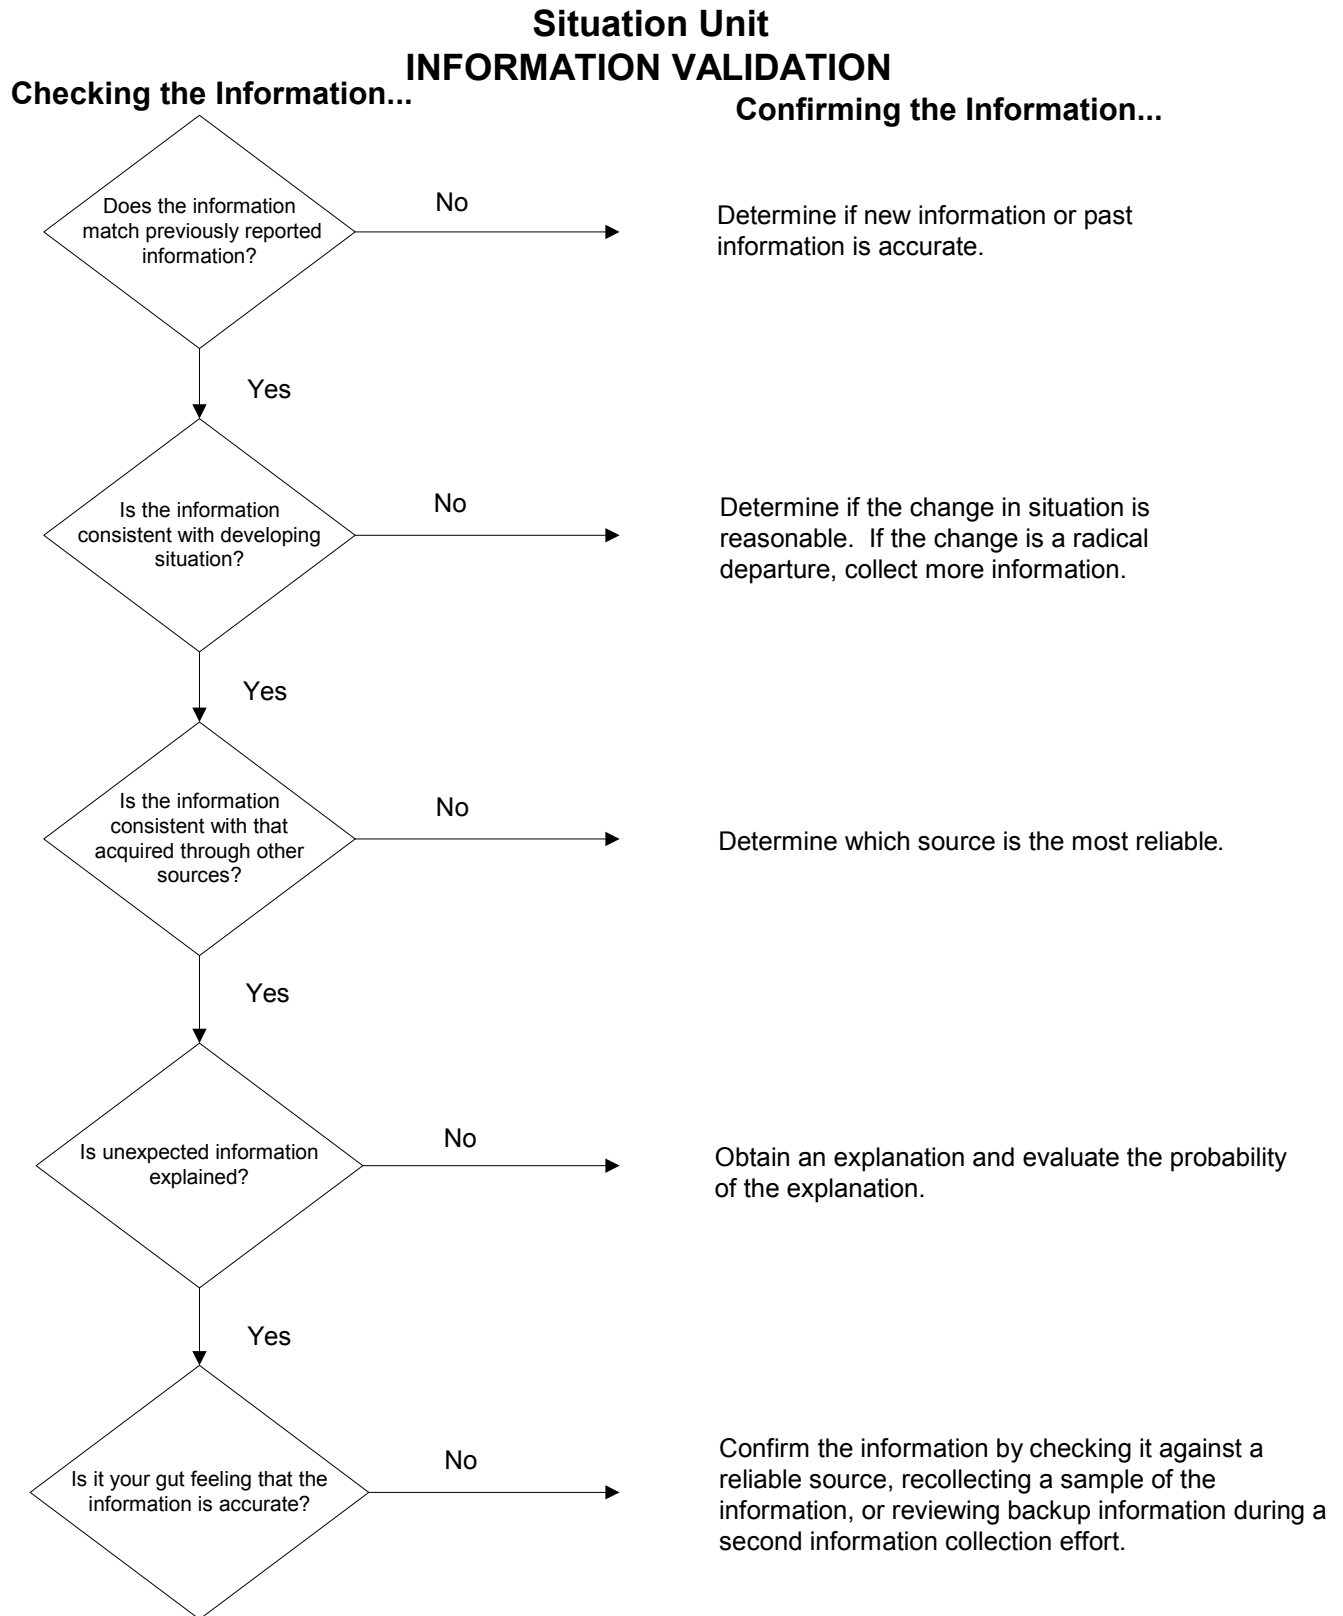 Situation Unit
INFORMATION VALIDATION
Checking the Information...
Confirming the Information...
Does the information
match previously reported
information?
No
Determine if new information or past
information is accurate.
Yes
Is the information
consistent with developing
situation?
No
Determine if the change in situation is
reasonable.  If the change is a radical
departure, collect more information.
Yes
Is the information
consistent with that
acquired through other
sources?
No
Determine which source is the most reliable.
Yes
Is unexpected information
explained?
No
Obtain an explanation and evaluate the probability
of the explanation.
Yes
Is it your gut feeling that the
information is accurate?
No
Confirm the information by checking it against a
reliable source, recollecting a sample of the
information, or reviewing backup information during a
second information collection effort.